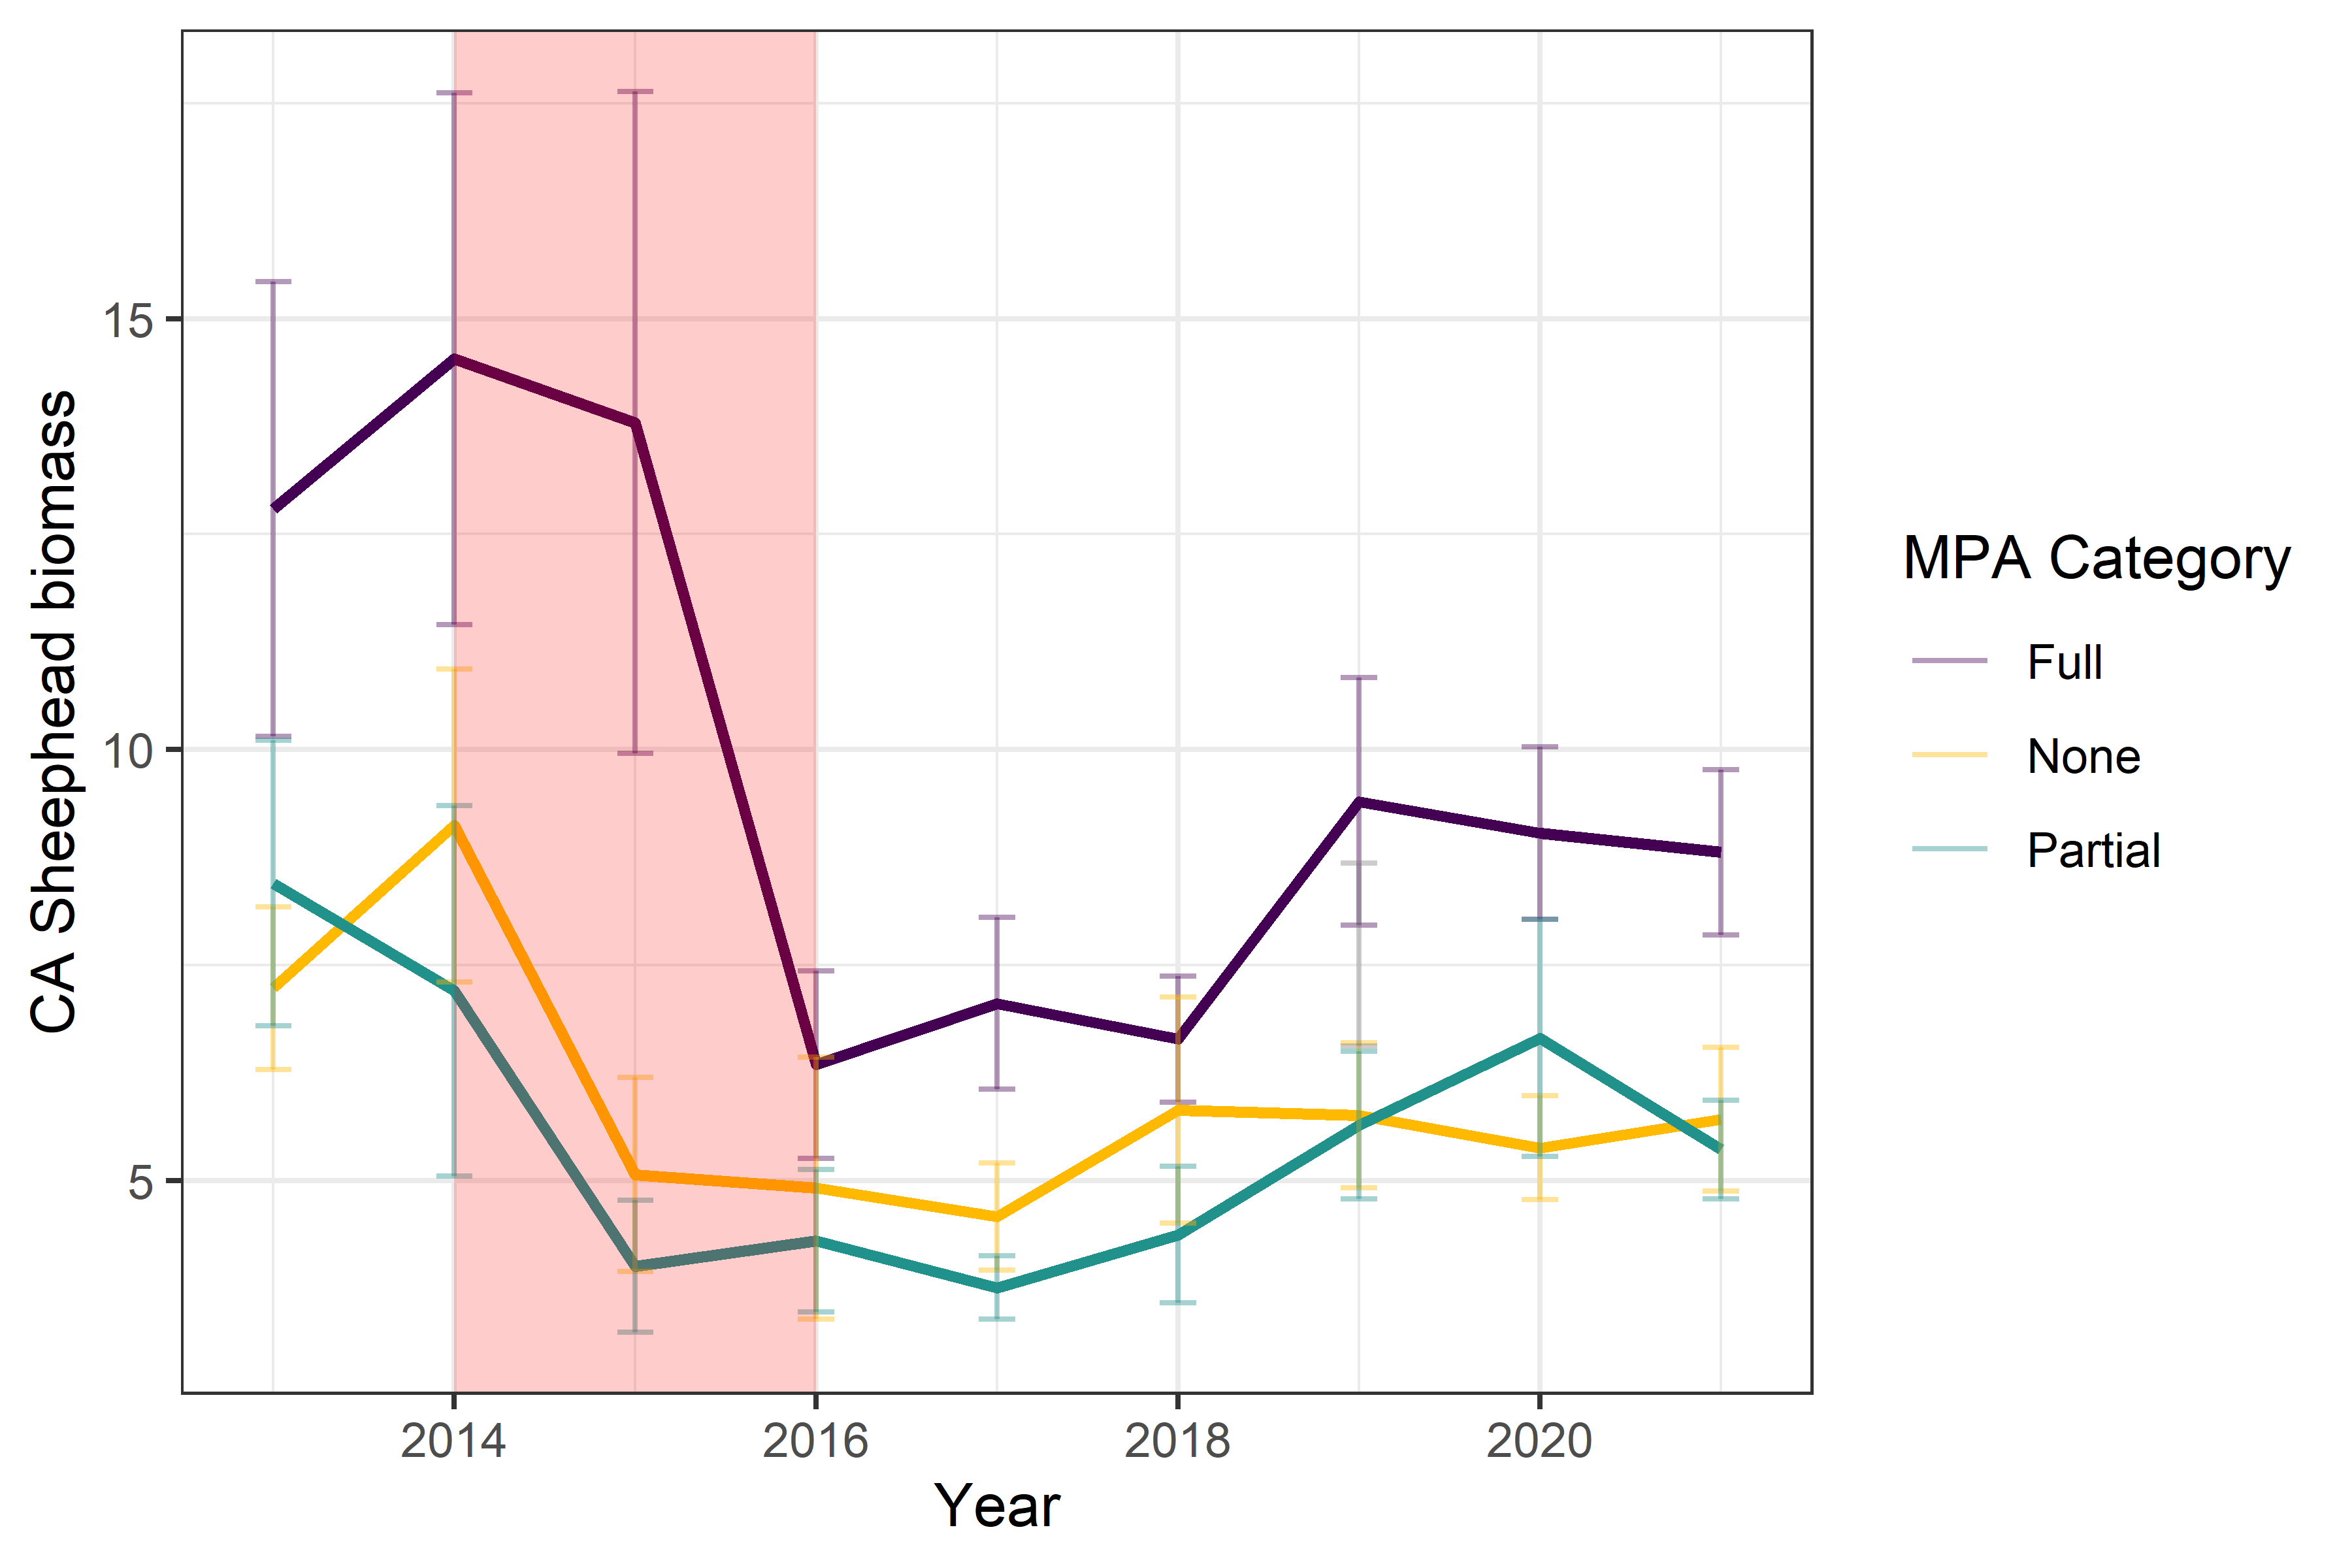 CA Sheephead biomass
15
10
5
2014
2016
2018
2020
Year
MPA Category
Full
None
Partial